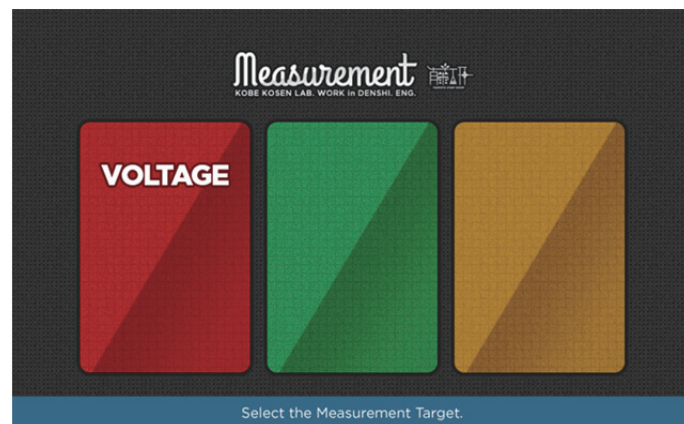 Measurement
KOBE KOSEN LAB. WORK in DENSHI. ENG.
VOLTAGE
Select the Measurement Target.